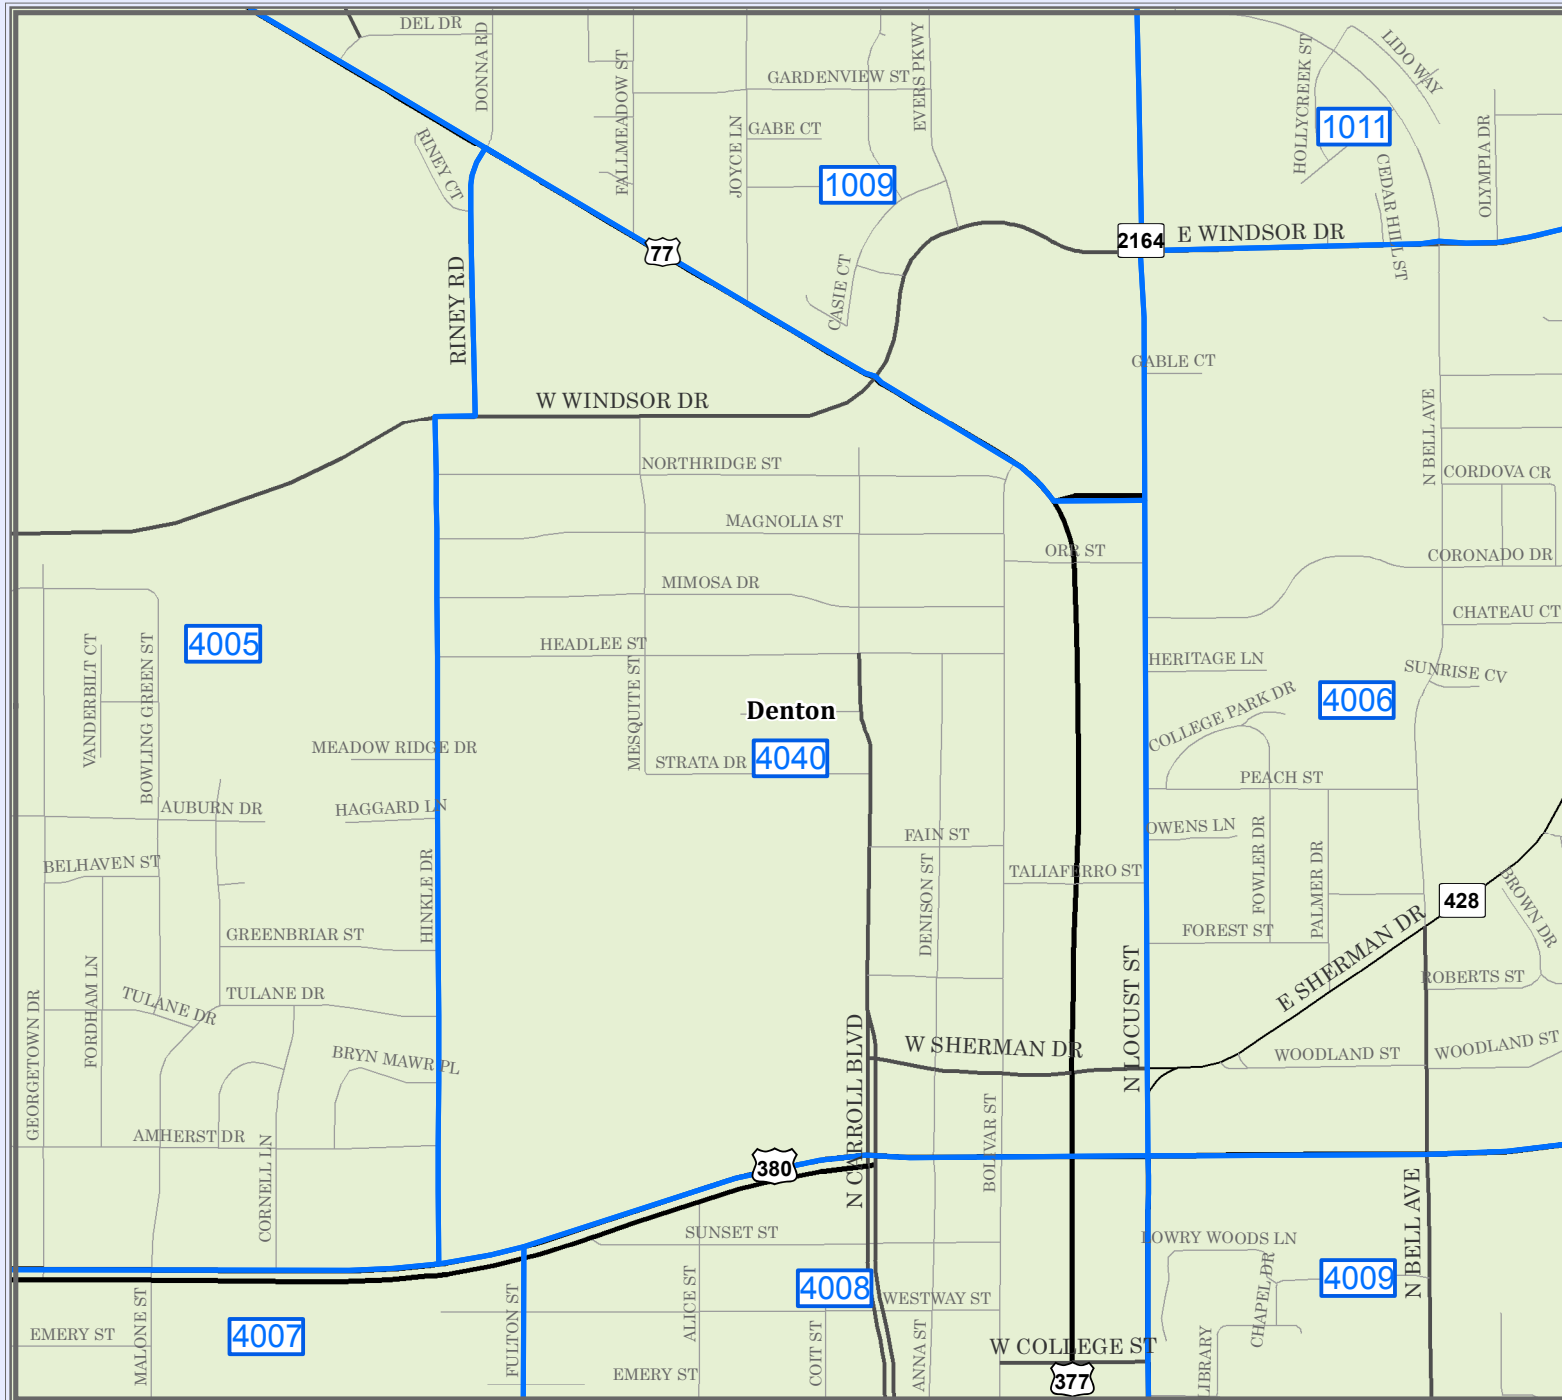 DEL DR
DONNA RD
FALLMEADOW ST
GARDENVIEW ST
EVERS PKWY
HOLLYCREEK ST
LIDO WAY
1011
OLYMPIA DR
GABE CT
JOYCE LN
RINEY CT
1009
CEDAR HILL ST
77
2164
E WINDSOR DR
CASIE CT
RINEY RD
GABLE CT
W WINDSOR DR
N BELL AVE
NORTHRIDGE ST
CORDOVA CR
MAGNOLIA ST
ORR ST
CORONADO DR
MIMOSA DR
CHATEAU CT
4005
VANDERBILT CT
BOWLING GREEN ST
HEADLEE ST
MESQUITE ST
HERITAGE LN
SUNRISE CV
4006
COLLEGE PARK DR
Denton
4040
MEADOW RIDGE DR
STRATA DR
PEACH ST
AUBURN DR
HAGGARD LN
FAIN ST
OWENS LN
FOWLER DR
PALMER DR
BELHAVEN ST
HINKLE DR
DENISON ST
TALIAFERRO ST
428
BROWN DR
GREENBRIAR ST
FOREST ST
E SHERMAN DR
ROBERTS ST
GEORGETOWN DR
FORDHAM LN
TULANE DR
TULANE DR
N LOCUST ST
BRYN MAWR PL
N CARROLL BLVD
W SHERMAN DR
WOODLAND ST
WOODLAND ST
AMHERST DR
CORNELL LN
BOLIVAR ST
380
SUNSET ST
LOWRY WOODS LN
N BELL AVE
4008
4009
CHAPEL DR
WESTWAY ST
MALONE ST
FULTON ST
ALICE ST
EMERY ST
4007
COIT ST
ANNA ST
W COLLEGE ST
EMERY ST
377
LIBRARY